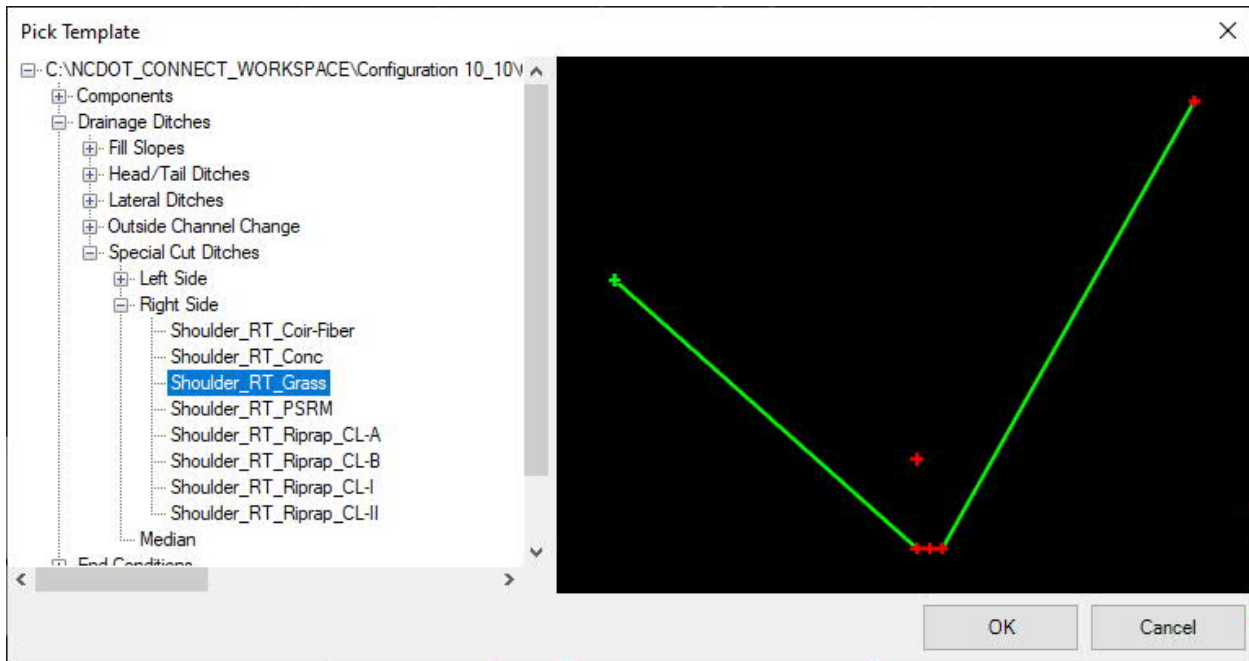 Pick Template
C:\NCDOT_CONNECT_WORKSPACE\Configuration 10_10\
Components
Drainage Ditches
Fill Slopes
Head/Tail Ditches
Lateral Ditches
Outside Channel Change
Special Cut Ditches
Left Side
Right Side
Shoulder_RT_Coir-Fiber
Shoulder_RT_Conc
Shoulder_RT_Grass
Shoulder_RT_PSRM
Shoulder_RT_Riprap_CL-A
Shoulder_RT_Riprap_CL-B
Shoulder_RT_Riprap_CL-I
Shoulder_RT_Riprap_CL-II
Median
End Conditions
OK
Cancel